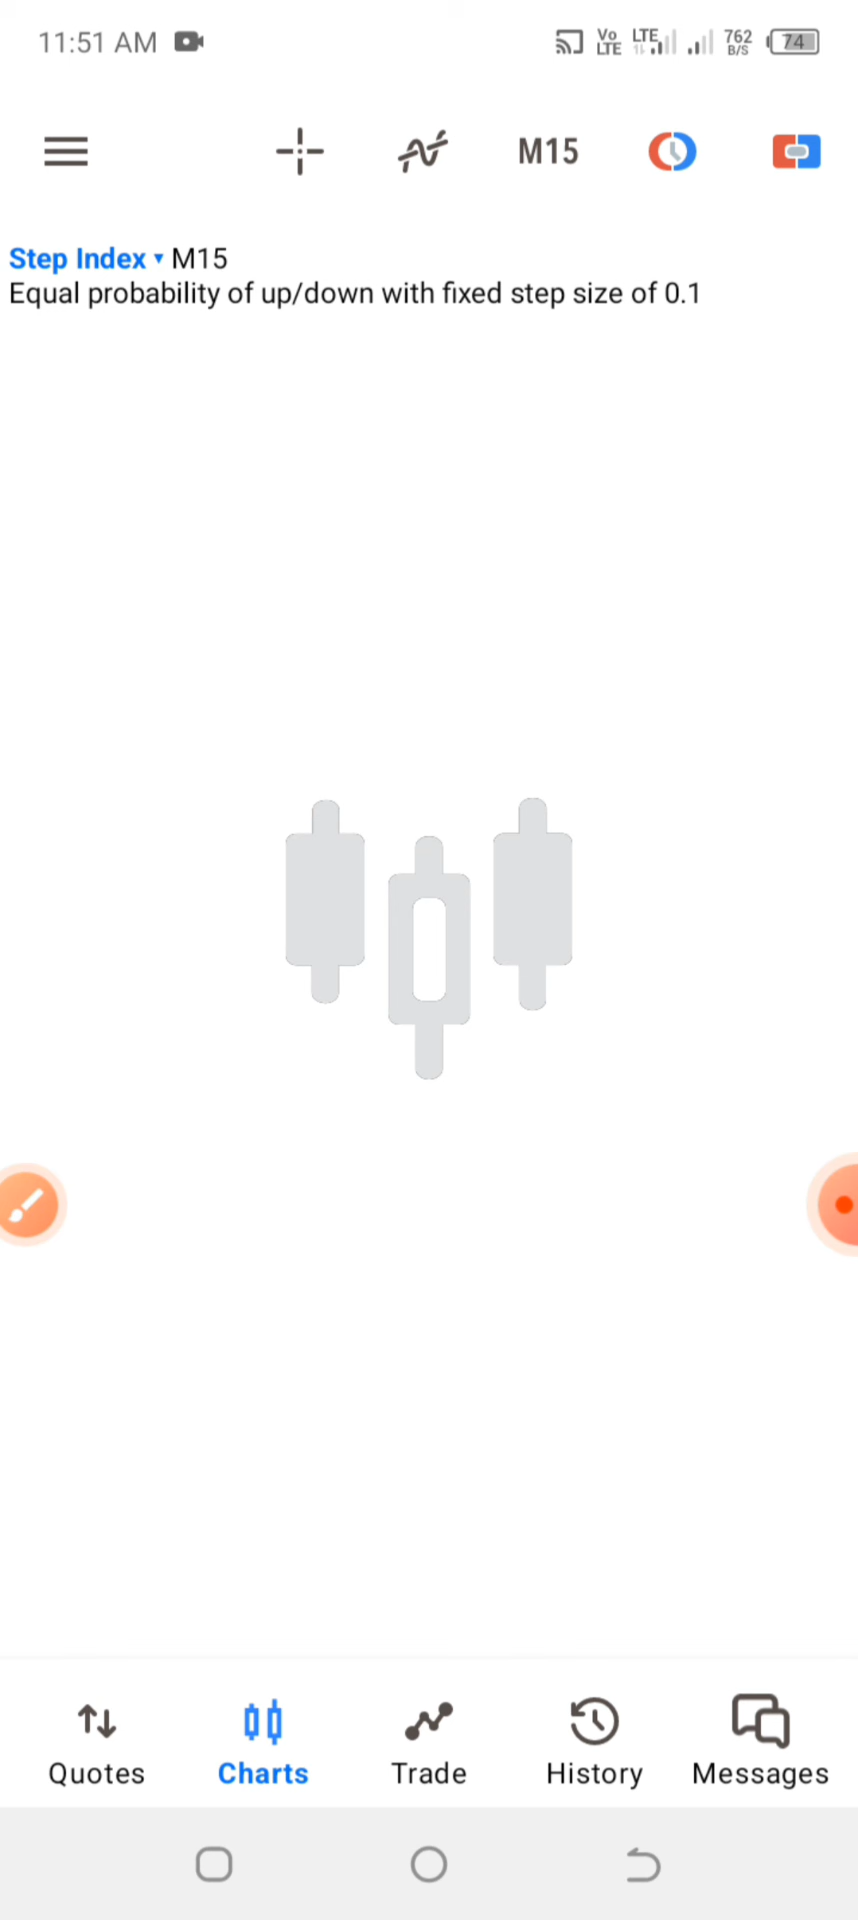 11:51 AM
Vo LTE LTE 762 B/S 74
M15
Step Index ▾ M15
Equal probability of up/down with fixed step size of 0.1
Quotes Charts Trade History Messages